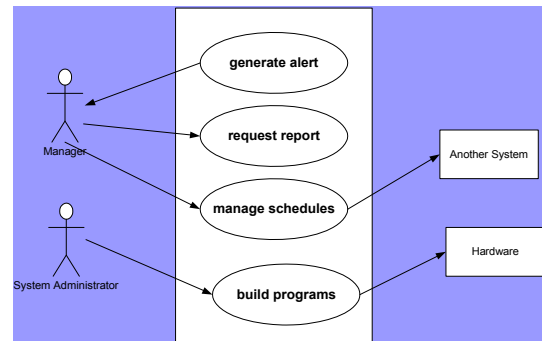 generate alert
request report
Manager
Another System
manage schedules
Hardware
System Administrator
build programs